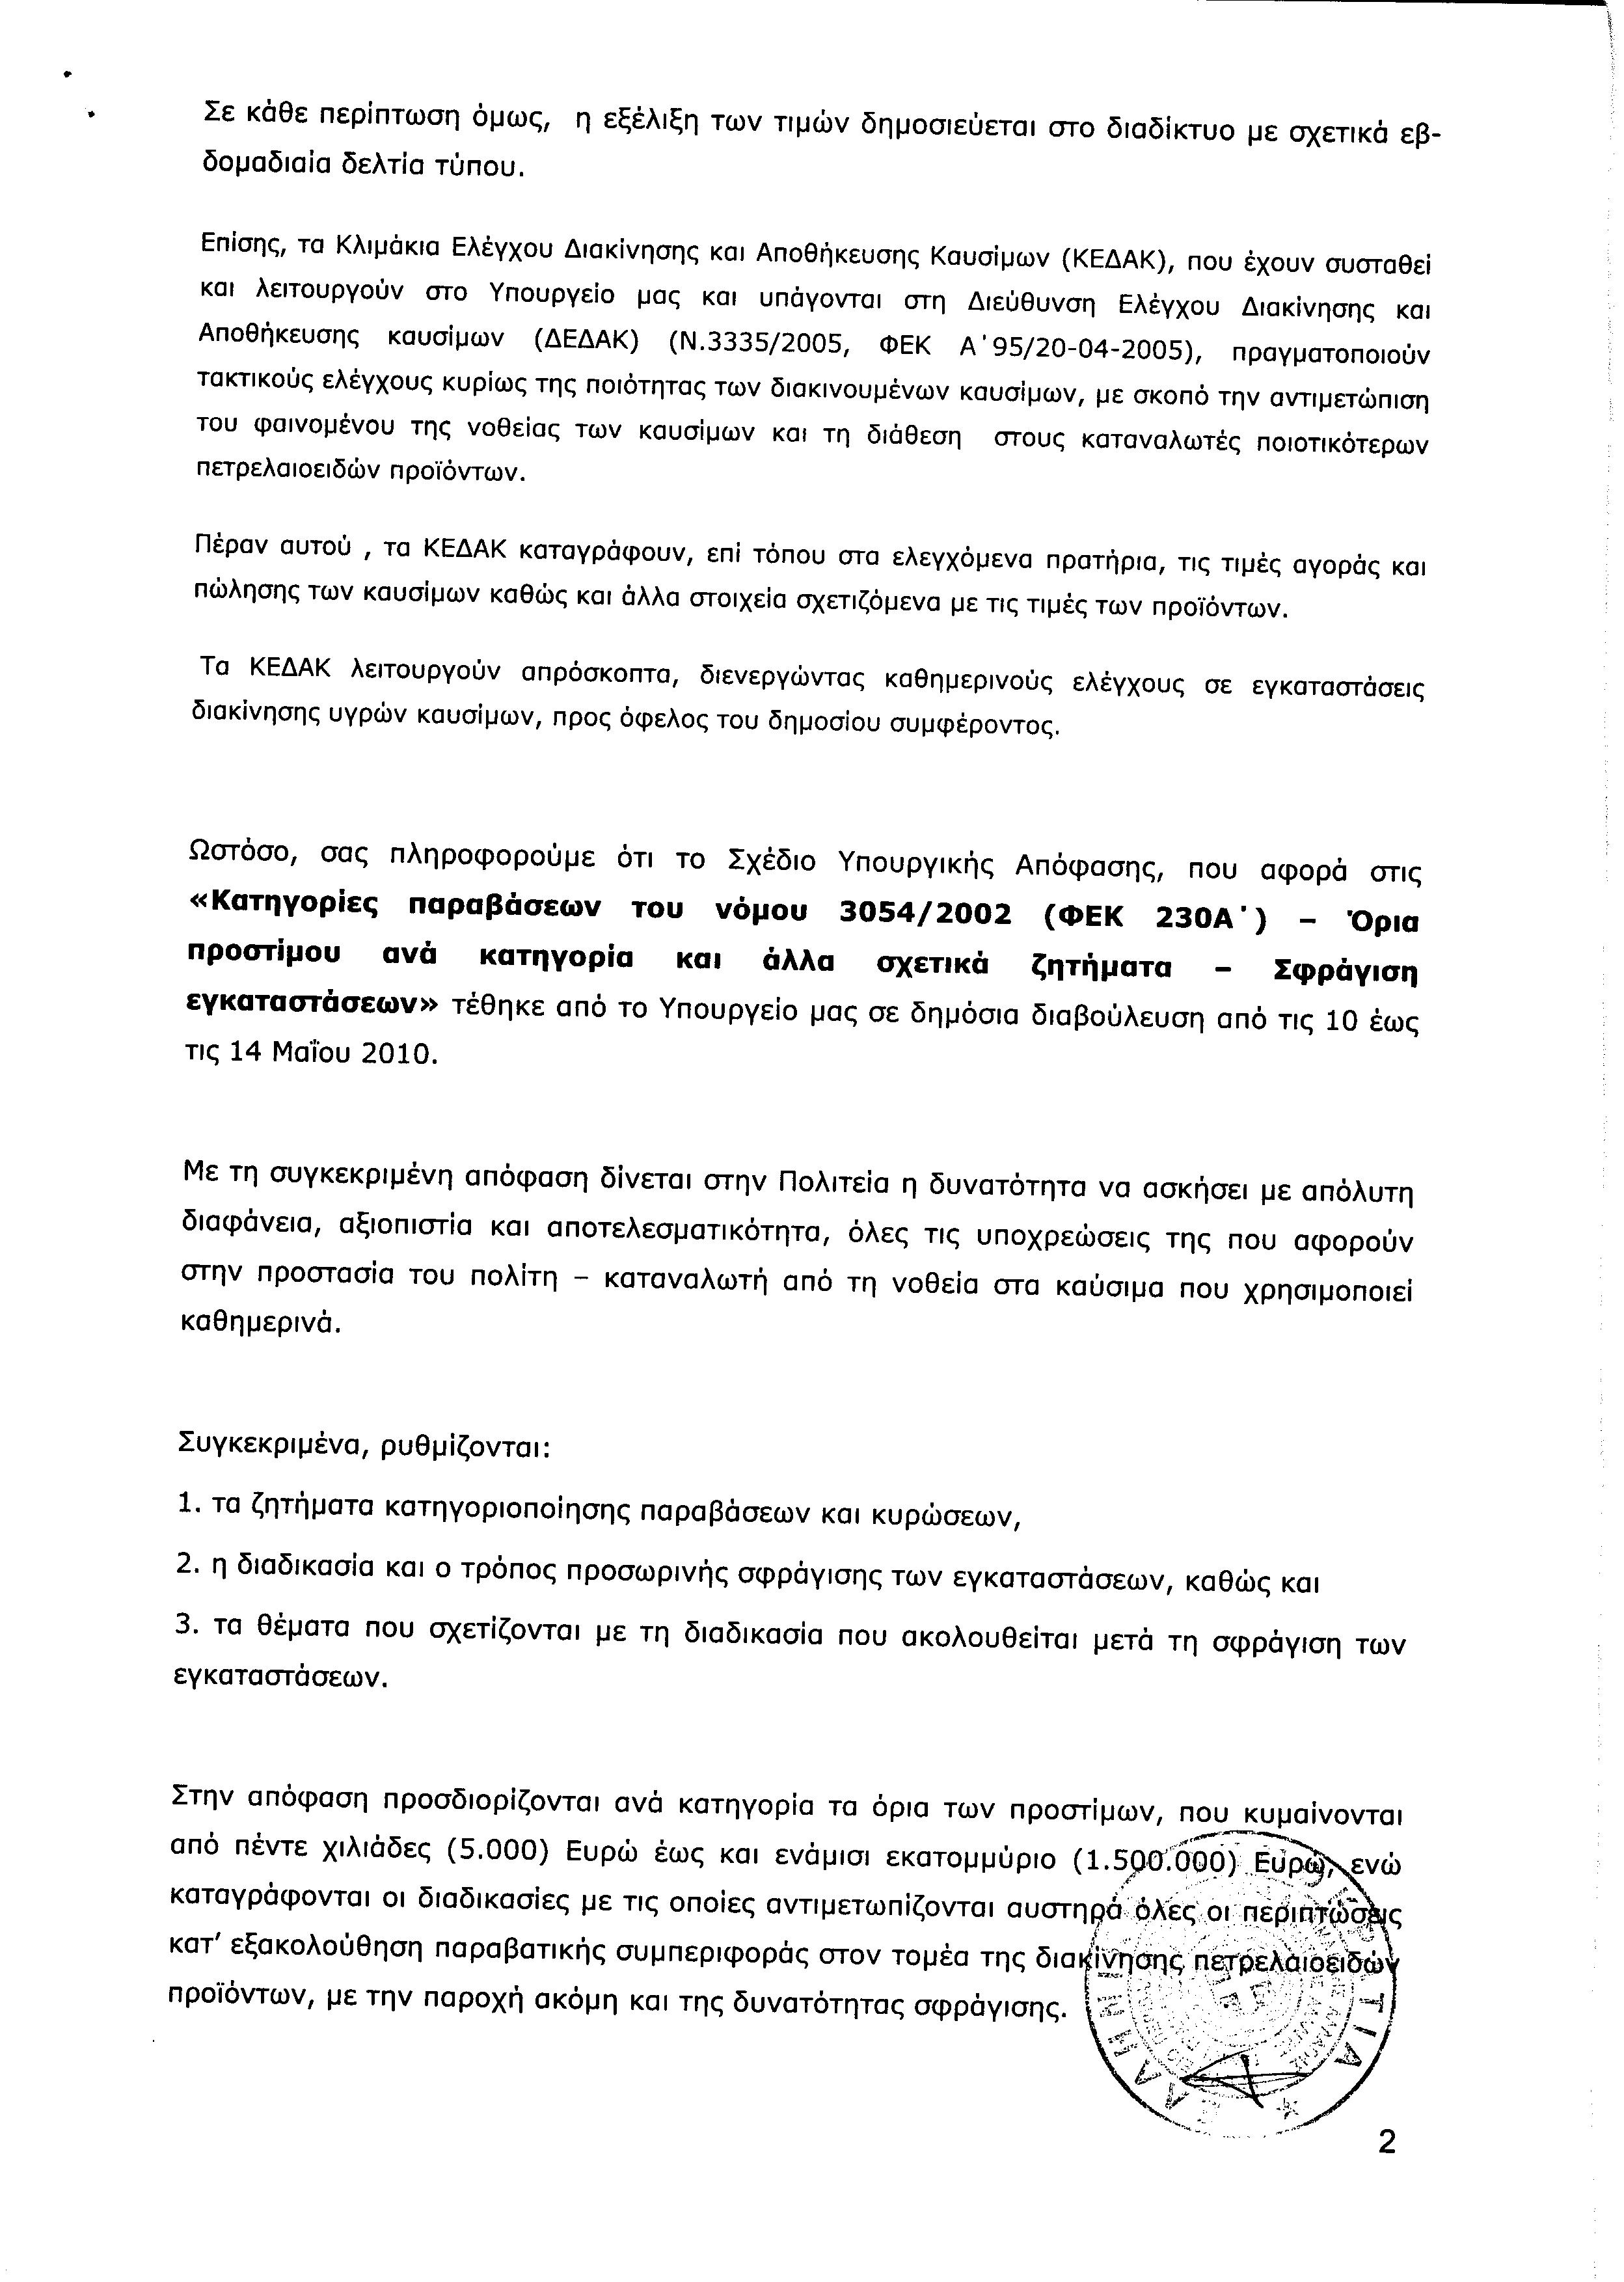 Σε κάθε περίπτωση όμως, η εξέλιξη των τιμών δημοσιεύεται στο διαδίκτυο με σχετικά εβ-
δομαδιαία δελτία τύπου.
Επίσης, τα Κλιμάκια Ελέγχου Διακίνησης και Αποθήκευσης Καυσίμων (ΚΕΔΑΚ), που έχουν συσταθεί
και λειτουργούν στο Υπουργείο μας και υπάγονται στη Διεύθυνση Ελέγχου Διακίνησης και
Αποθήκευσης καυσίμων (ΔΕΔΑΚ) (Ν.3335/2005, ΦΕΚ Α΄95/20-04-2005), πραγματοποιούν
τακτικούς ελέγχους κυρίως της ποιότητας των διακινουμένων καυσίμων, με σκοπό την αντιμετώπιση
του φαινομένου της νοθείας των καυσίμων και τη διάθεση στους καταναλωτές ποιοτικότερων
πετρελαιοειδών προϊόντων.
Πέραν αυτού , τα ΚΕΔΑΚ καταγράφουν, επί τόπου στα ελεγχόμενα πρατήρια, τις τιμές αγοράς και
πώλησης των καυσίμων καθώς και άλλα στοιχεία σχετιζόμενα με τις τιμές των προϊόντων.
Τα ΚΕΔΑΚ λειτουργούν απρόσκοπτα, διενεργώντας καθημερινούς ελέγχους σε εγκαταστάσεις
διακίνησης υγρών καυσίμων, προς όφελος του δημοσίου συμφέροντος.
Ωστόσο, σας πληροφορούμε ότι το Σχέδιο Υπουργικής Απόφασης, που αφορά στις
«Κατηγορίες παραβάσεων του νόμου 3054/2002 (ΦΕΚ 230Α΄) – Όρια
προστίμου ανά κατηγορία και άλλα σχετικά ζητήματα – Σφράγιση
εγκαταστάσεων» τέθηκε από το Υπουργείο μας σε δημόσια διαβούλευση από τις 10 έως
τις 14 Μαΐου 2010.
Με τη συγκεκριμένη απόφαση δίνεται στην Πολιτεία η δυνατότητα να ασκήσει με απόλυτη
διαφάνεια, αξιοπιστία και αποτελεσματικότητα, όλες τις υποχρεώσεις της που αφορούν
στην προστασία του πολίτη – καταναλωτή από τη νοθεία στα καύσιμα που χρησιμοποιεί
καθημερινά.
Συγκεκριμένα, ρυθμίζονται:
1. τα ζητήματα κατηγοριοποίησης παραβάσεων και κυρώσεων,
2. η διαδικασία και ο τρόπος προσωρινής σφράγισης των εγκαταστάσεων, καθώς και
3. τα θέματα που σχετίζονται με τη διαδικασία που ακολουθείται μετά τη σφράγιση των
εγκαταστάσεων.
Στην απόφαση προσδιορίζονται ανά κατηγορία τα όρια των προστίμων, που κυμαίνονται
από πέντε χιλιάδες (5.000) Ευρώ έως και ενάμισι εκατομμύριο (1.500.000) Ευρώ, ενώ
καταγράφονται οι διαδικασίες με τις οποίες αντιμετωπίζονται αυστηρά όλες οι περιπτώσεις
κατ' εξακολούθηση παραβατικής συμπεριφοράς στον τομέα της διακίνησης πετρελαιοειδών
προϊόντων, με την παροχή ακόμη και της δυνατότητας σφράγισης.
2